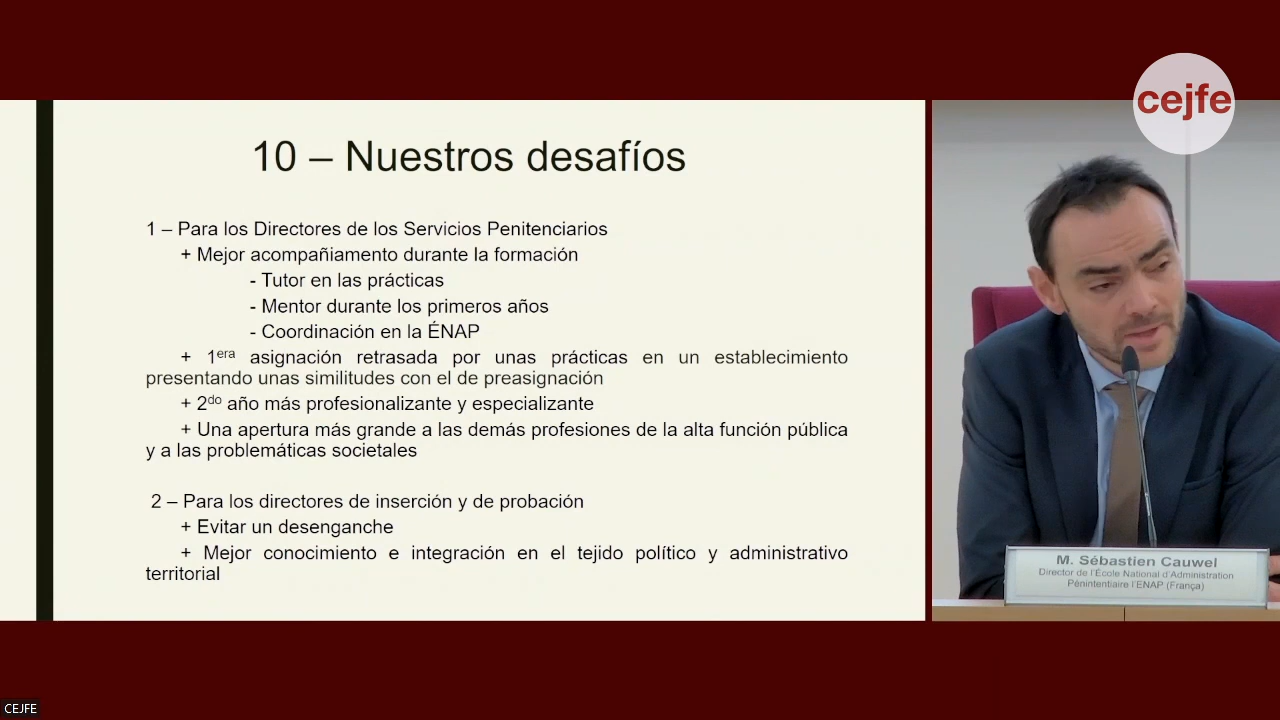 cejfe
10 – Nuestros desafíos
1 – Para los Directores de los Servicios Penitenciarios
+ Mejor acompañiamento durante la formación
- Tutor en las prácticas
- Mentor durante los primeros años
- Coordinación en la ÉNAP
+ 1era asignación retrasada por unas prácticas en un establecimiento
presentando unas similitudes con el de preasignación
+ 2do año más profesionalizante y especializante
+ Una apertura más grande a las demás profesiones de la alta función pública
y a las problemáticas societales
2 – Para los directores de inserción y de probación
+ Evitar un desenganche
+ Mejor conocimiento e integración en el tejido político y administrativo
territorial
M. Sébastien Cauwel
Director de l'École National d'Administration
Pénintentiaire l'ENAP (França)
CEJFE